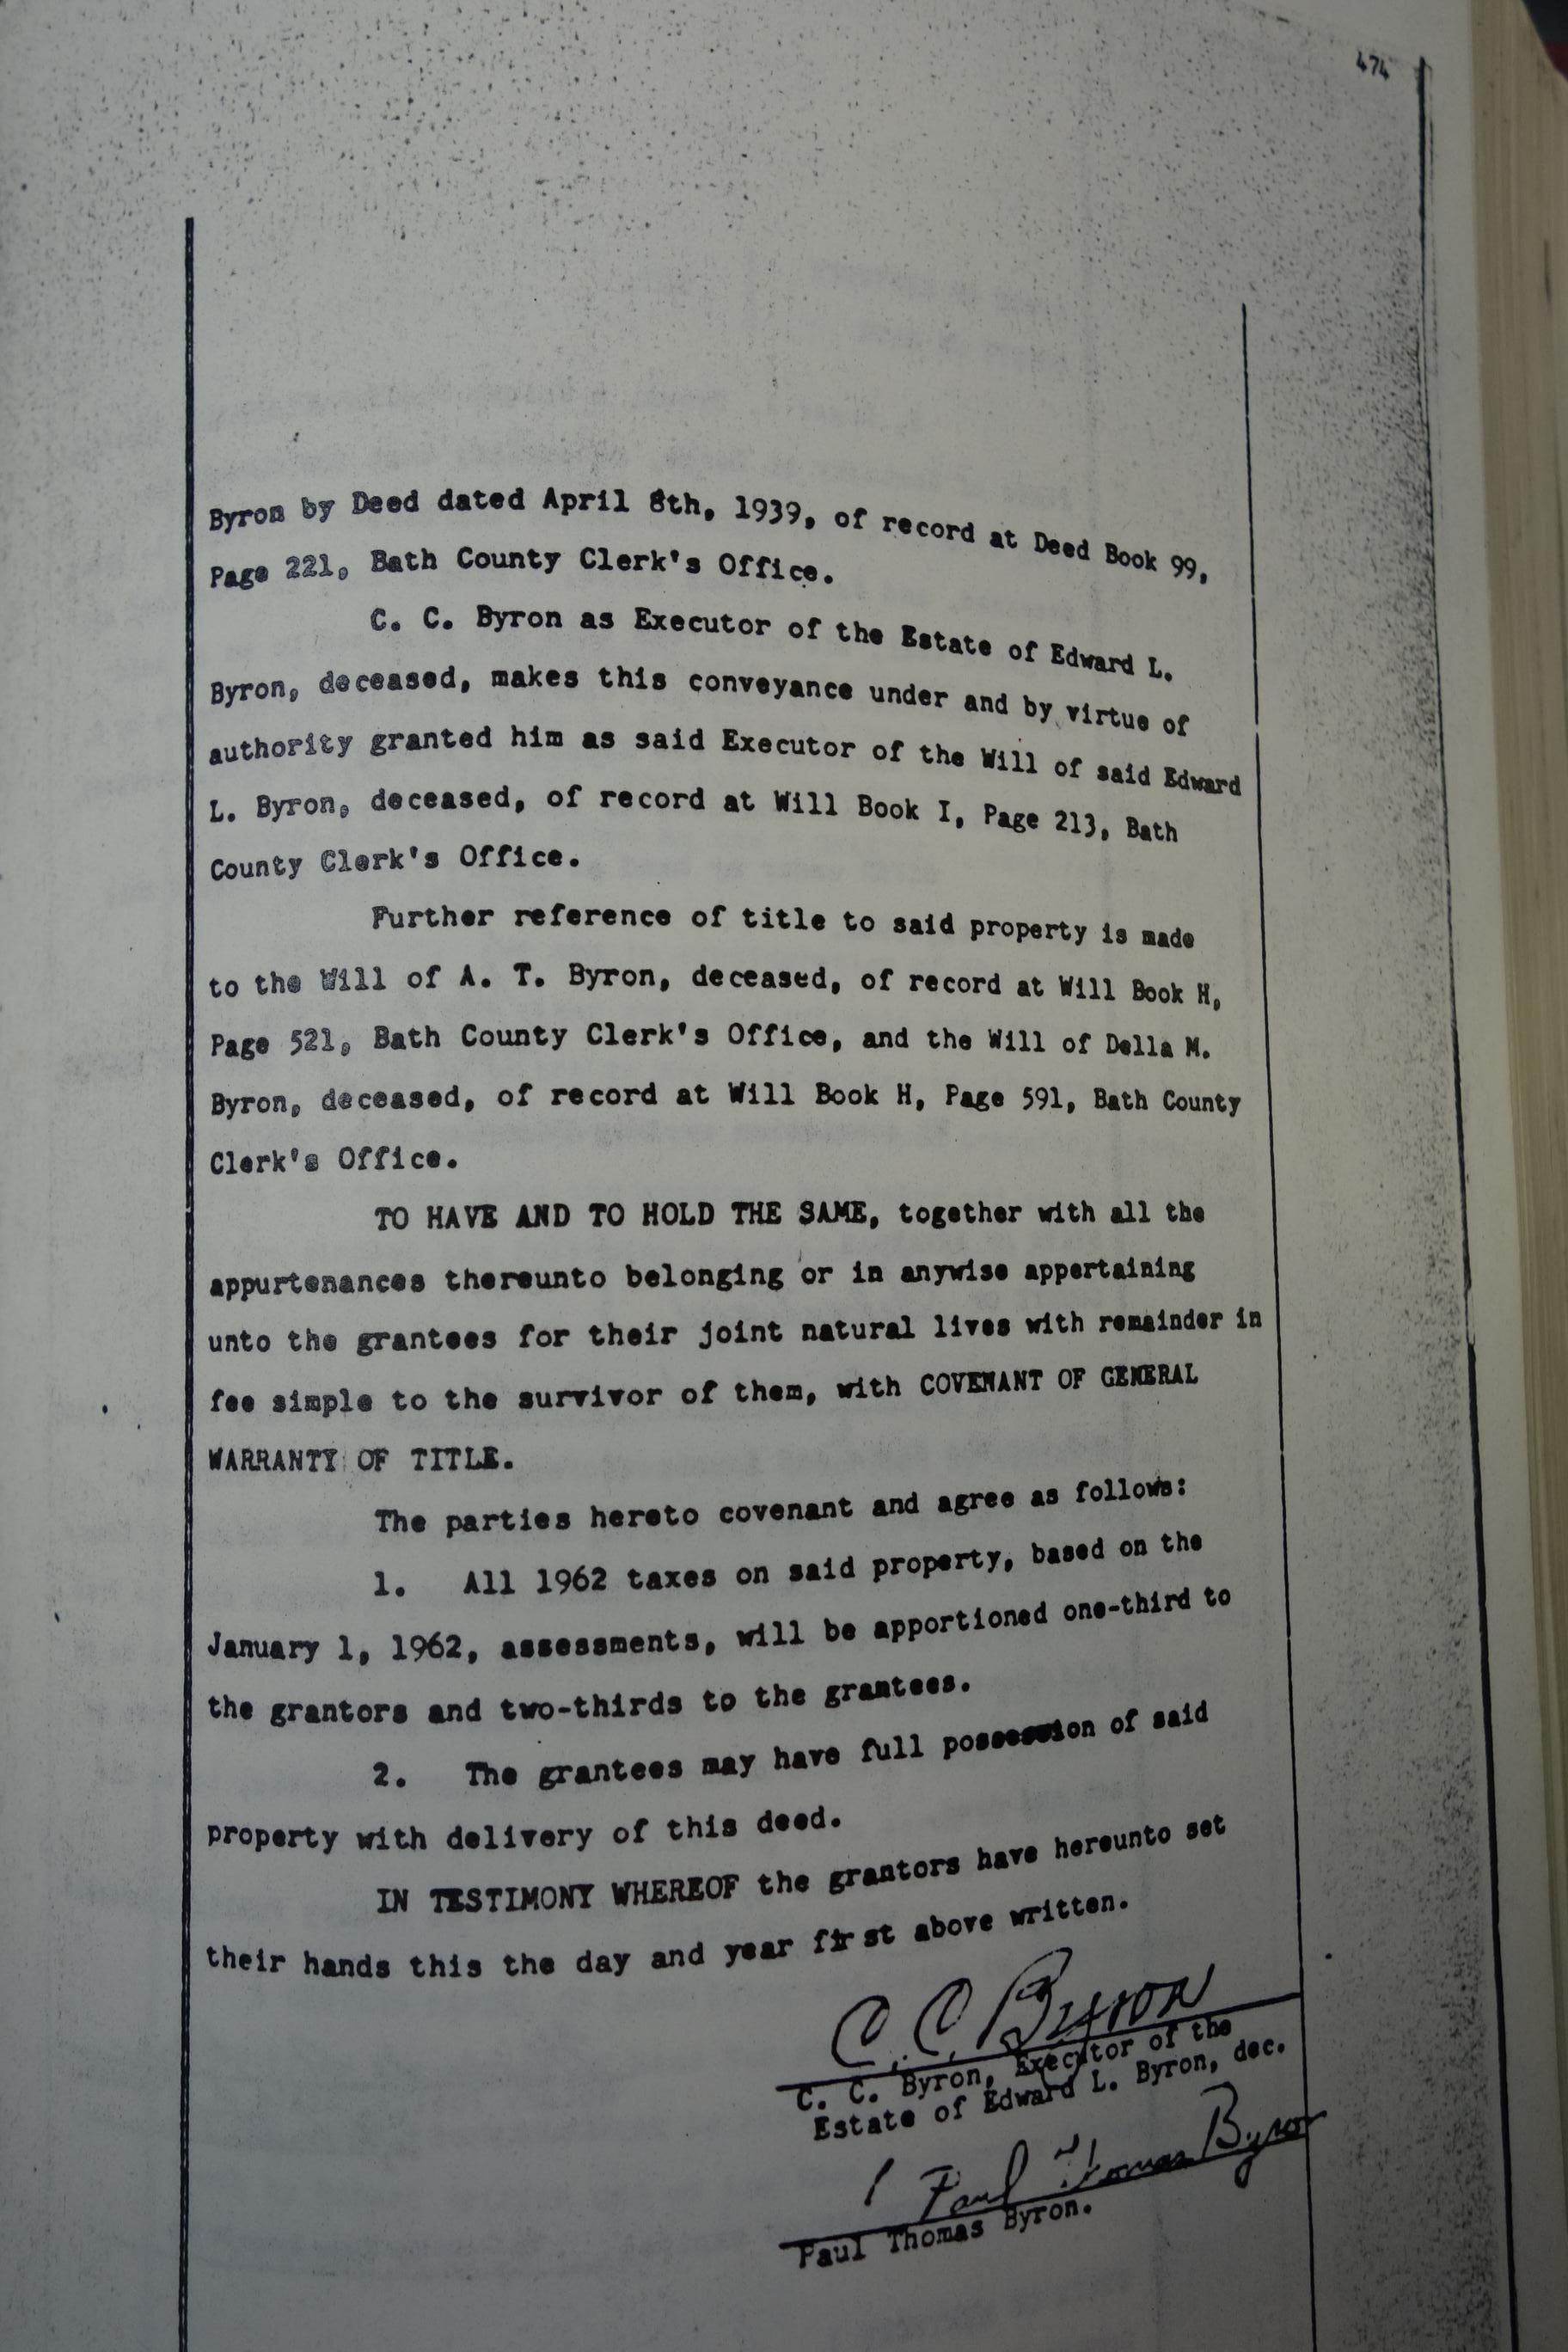 474
Byron by Deed dated April 8th, 1939, of record at Deed Book 99,
Page 221, Bath County Clerk's Office.
C. C. Byron as Executor of the Estate of Edward L.
Byron, deceased, makes this conveyance under and by virtue of
authority granted him as said Executor of the Will of said Edward
L. Byron, deceased, of record at Will Book I, Page 213, Bath
County Clerk's Office.
Further reference of title to said property is made
to the Will of A. T. Byron, deceased, of record at Will Book H,
Page 521, Bath County Clerk's Office, and the Will of Della M.
Byron, deceased, of record at Will Book H, Page 591, Bath County
Clerk's Office.
TO HAVE AND TO HOLD THE SAME, together with all the
appurtenances thereunto belonging or in anywise appertaining
unto the grantees for their joint natural lives with remainder in
fee simple to the survivor of them, with COVENANT OF GENERAL
WARRANTY OF TITLE.
The parties hereto covenant and agree as follows:
1. All 1962 taxes on said property, based on the
January 1, 1962, assessments, will be apportioned one-third to
the grantors and two-thirds to the grantees.
2. The grantees may have full possession of said
property with delivery of this deed.
IN TESTIMONY WHEREOF the grantors have hereunto set
their hands this the day and year first above written.
C. C. Byron
C. C. Byron, Executor of the
Estate of Edward L. Byron, dec.
Paul Thomas Byron
Paul Thomas Byron.